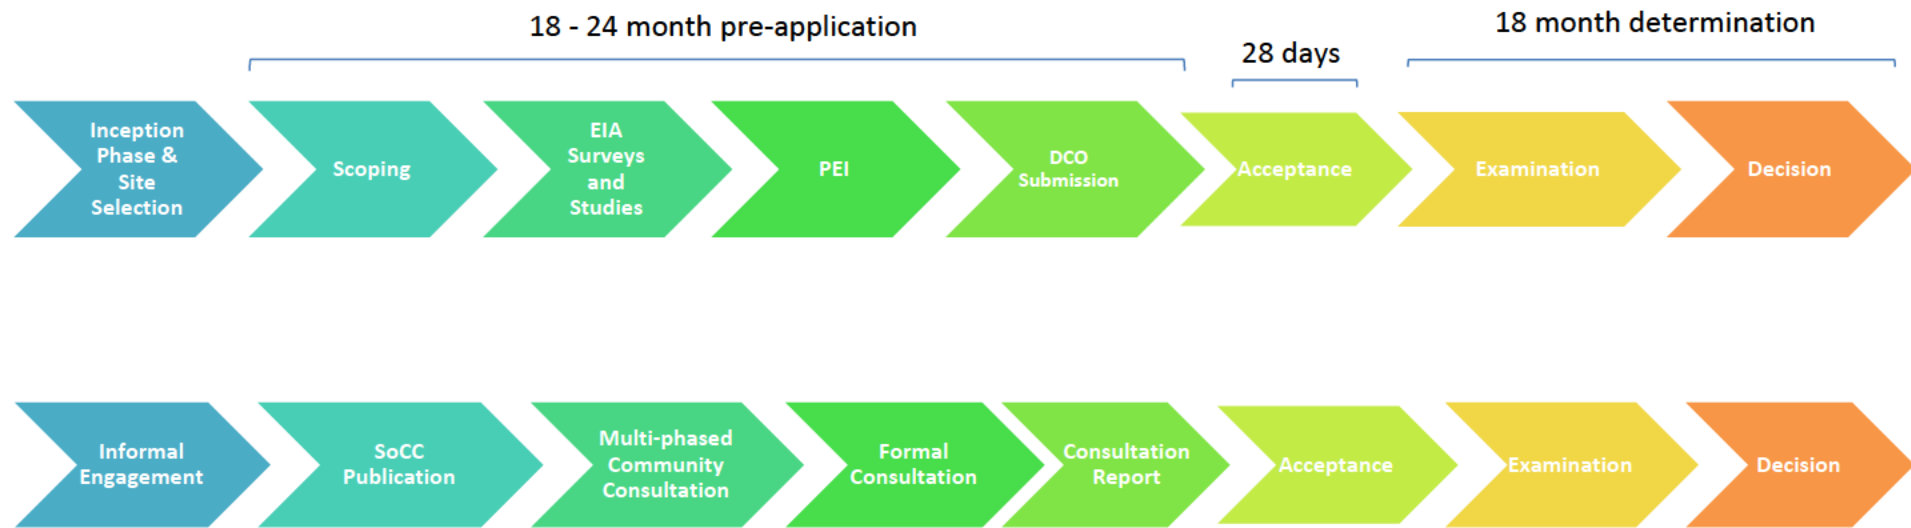 18 - 24 month pre-application
28 days
18 month determination
Inception
Phase &
Site
Selection
Scoping
EIA
Surveys
and
Studies
PEI
DCO
Submission
Acceptance
Examination
Decision
Informal
Engagement
SoCC
Publication
Multi-phased
Community
Consultation
Formal
Consultation
Consultation
Report
Acceptance
Examination
Decision